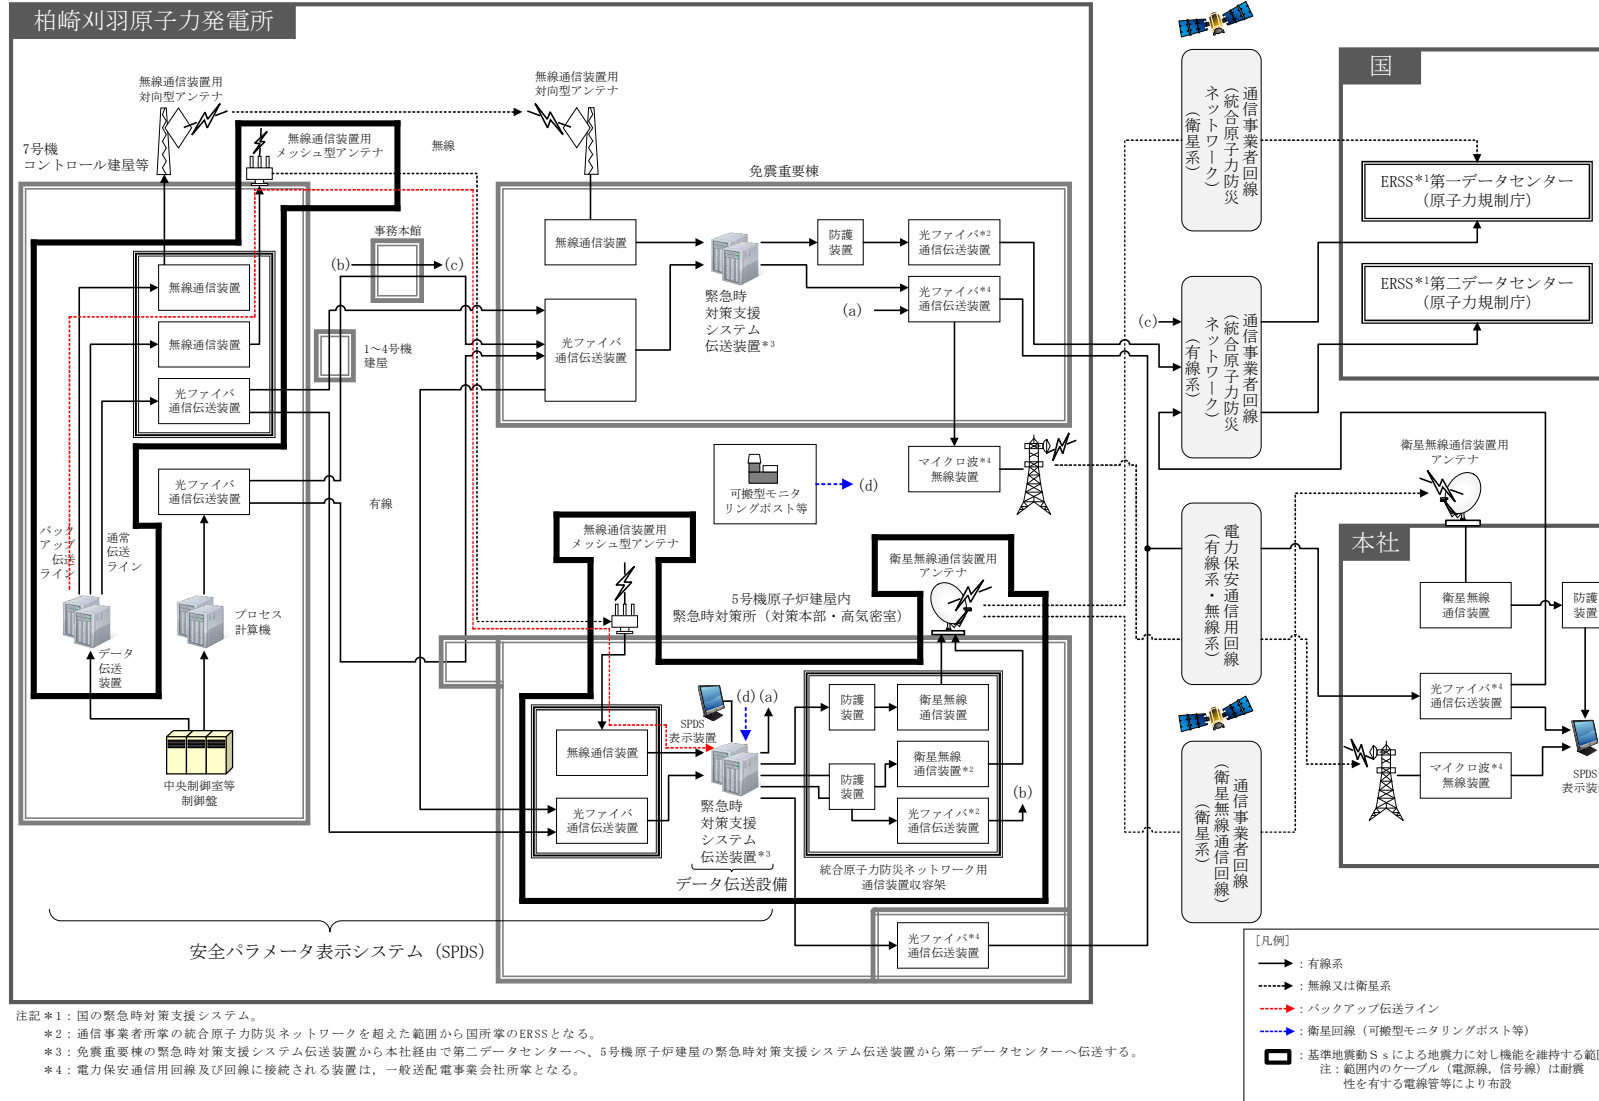 柏崎刈羽原子力発電所
無線通信装置用
対向型アンテナ
無線通信装置用
対向型アンテナ
7号機
コントロール建屋等
無線通信装置用
メッシュ型アンテナ
無線
免震重要棟
事務本館
(b)
(c)
無線通信装置
無線通信装置
光ファイバ
通信伝送装置
1～4号機
建屋
光ファイバ
通信伝送装置
有線
バック
アップ
伝送
ライン
通常
伝送
ライン
プロセス
計算機
データ
伝送
装置
中央制御室等
制御盤
無線通信装置
光ファイバ
通信伝送装置
緊急時
対策支援
システム
伝送装置*3
防護
装置
光ファイバ*2
通信伝送装置
光ファイバ*4
通信伝送装置
(a)
マイクロ波*4
無線装置
可搬型モニタ
リングポスト等
(d)
無線通信装置用
メッシュ型アンテナ
衛星無線通信装置用
アンテナ
5号機原子炉建屋内
緊急時対策所（対策本部・高気密室）
無線通信装置
光ファイバ
通信伝送装置
SPDS
表示装置
(d)
(a)
緊急時
対策支援
システム
伝送装置*3
データ伝送設備
防護
装置
衛星無線
通信装置
防護
装置
衛星無線
通信装置*2
光ファイバ*2
通信伝送装置
(b)
統合原子力防災ネットワーク用
通信装置収容架
光ファイバ*4
通信伝送装置
安全パラメータ表示システム（SPDS）
通信事業者回線
（統合原子力防災
ネットワーク）
（衛星系）
(c)
通信事業者回線
（統合原子力防災
ネットワーク）
（有線系）
電力保安通信用回線
（有線系・無線系）
通信事業者回線
（衛星無線通信回線）
（衛星系）
国
ERSS*1第一データセンター
（原子力規制庁）
ERSS*1第二データセンター
（原子力規制庁）
衛星無線通信装置用
アンテナ
本社
衛星無線
通信装置
防護
装置
光ファイバ*4
通信伝送装置
マイクロ波*4
無線装置
SPDS
表示装
[凡例]
：有線系
：無線又は衛星系
：バックアップ伝送ライン
：衛星回線（可搬型モニタリングポスト等）
：基準地震動Ｓｓによる地震力に対し機能を維持する範囲
注：範囲内のケーブル（電源線，信号線）は耐震
性を有する電線管等により布設
注記＊1：国の緊急時対策支援システム。
＊2：通信事業者所掌の統合原子力防災ネットワークを超えた範囲から国所掌のERSSとなる。
＊3：免震重要棟の緊急時対策支援システム伝送装置から本社経由で第二データセンターへ、5号機原子炉建屋の緊急時対策支援システム伝送装置から第一データセンターへ伝送する。
＊4：電力保安通信用回線及び回線に接続される装置は，一般送配電事業会社所掌となる。